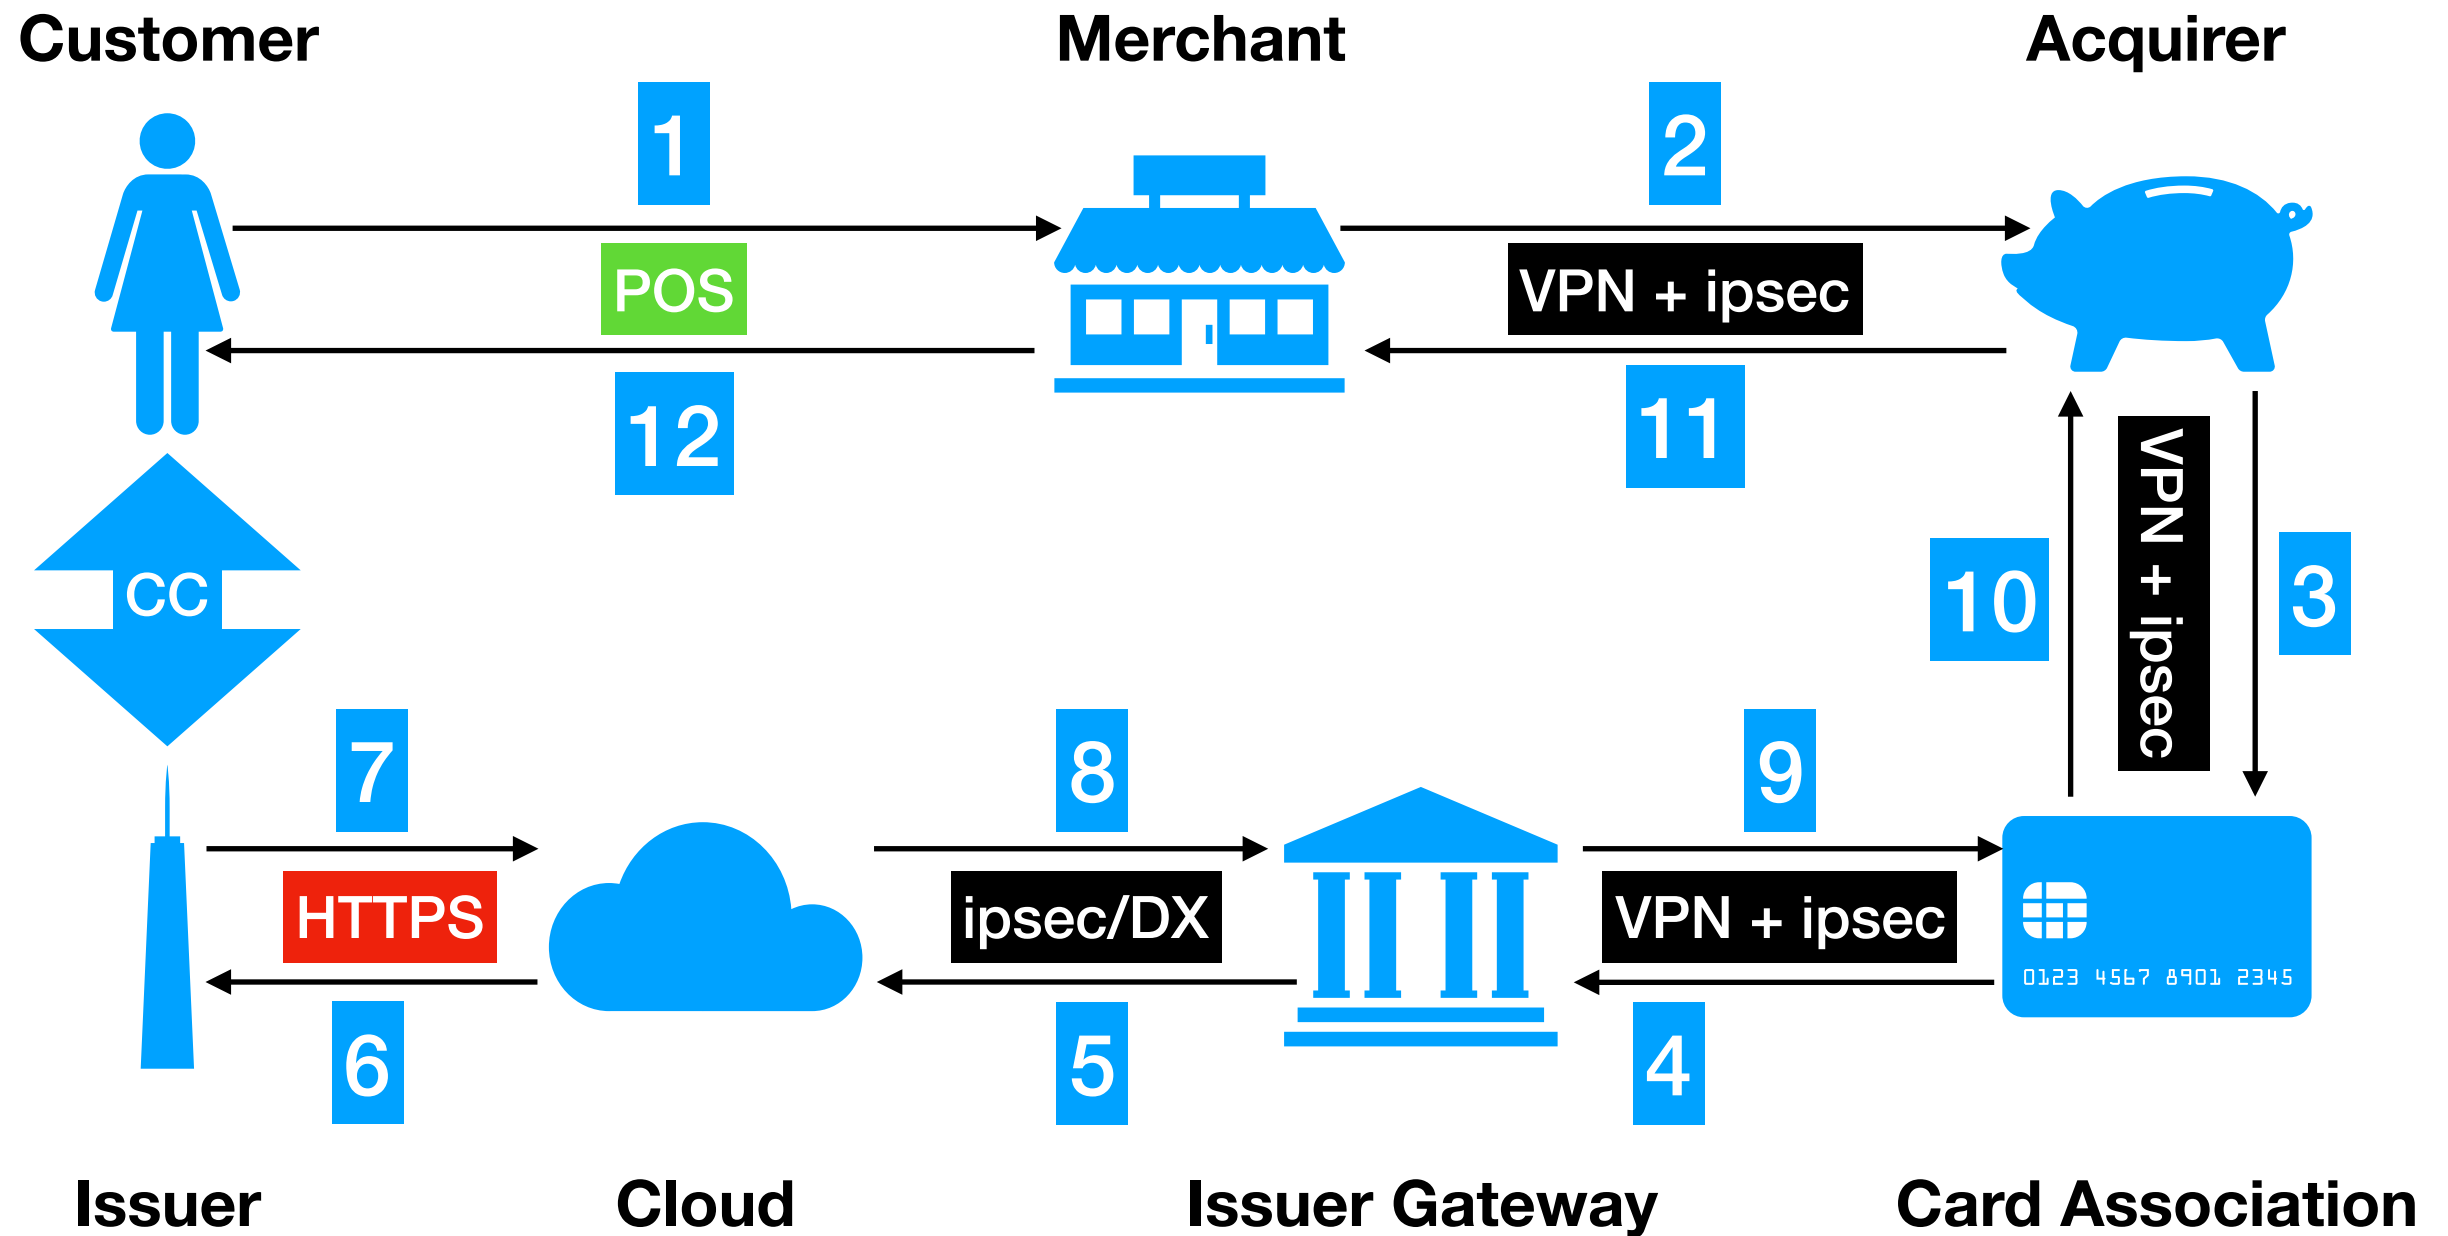 Customer
Merchant
Acquirer
1
2
POS
VPN + ipsec
12
11
CC
10
VPN + ipsec
3
7
8
9
HTTPS
ipsec/DX
VPN + ipsec
0123 4567 8901 2345
6
5
4
Issuer
Cloud
Issuer Gateway
Card Association